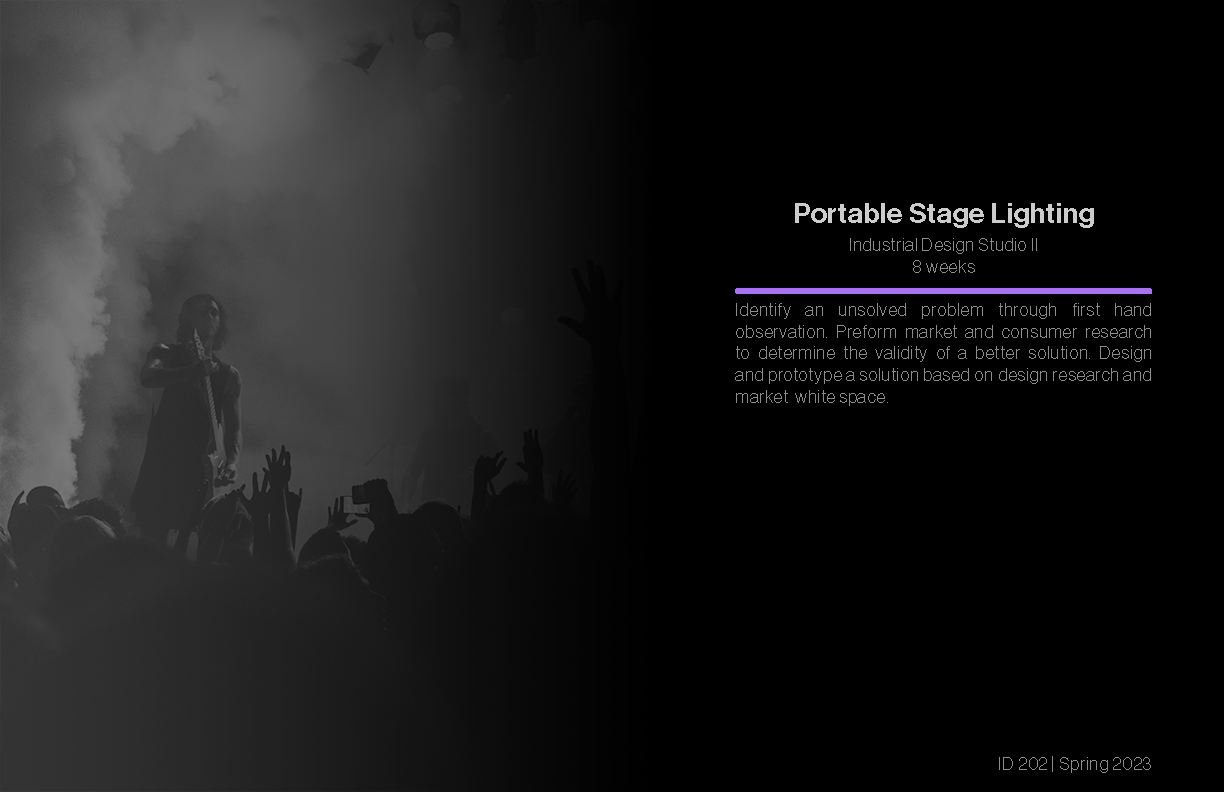 Portable Stage Lighting
Industrial Design Studio II
8 weeks
Identify an unsolved problem through first hand
observation. Preform market and consumer research
to determine the validity of a better solution. Design
and prototype a solution based on design research and
market white space.
ID 202 | Spring 2023